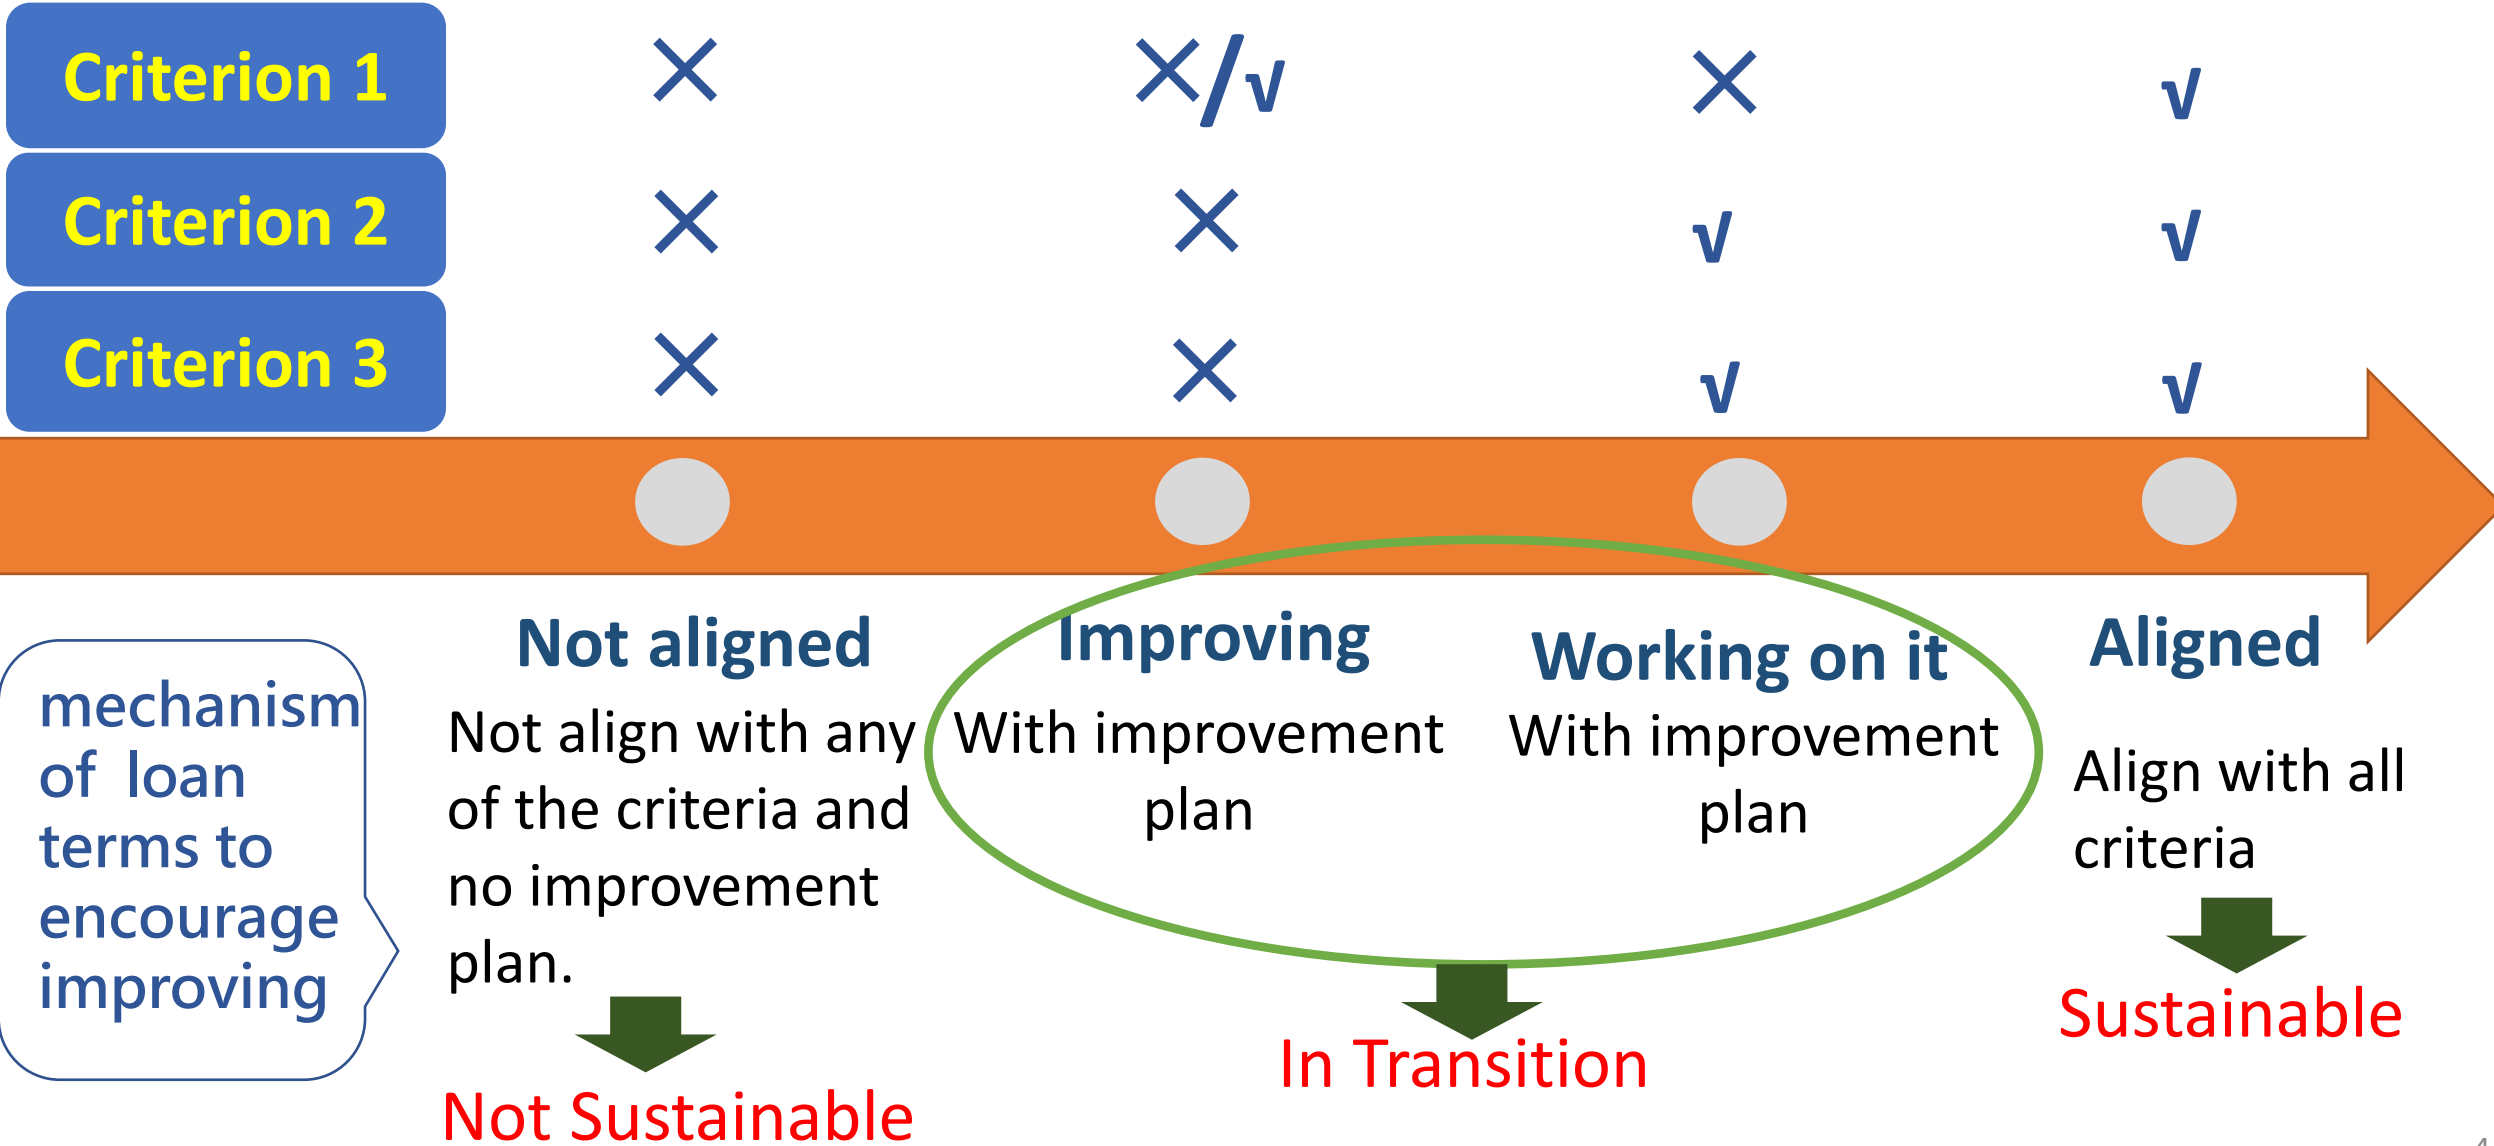 Criterion 1
×
×/√
×
√
Criterion 2
×
×
√
√
Criterion 3
×
×
√
√
Not aligned
Improving
Working on it
Aligned
mechanism
of loan
terms to
encourage
improving
Not align with any
of the criteria and
no improvement
plan.
With improvement
plan
With improvement
plan
Align with all
criteria
Not Sustainable
In Transition
Sustainable